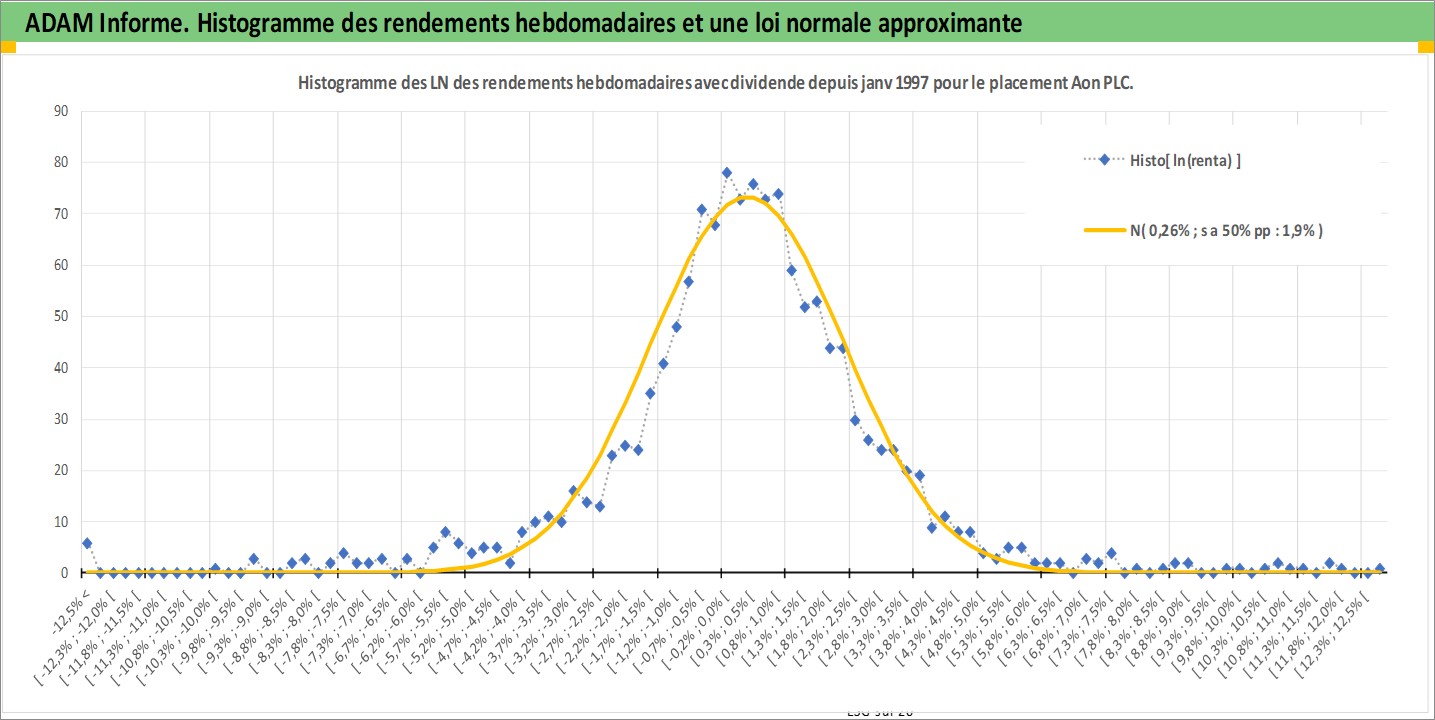 ADAM Informe. Histogramme des rendements hebdomadaires et une loi normale approximante
Histogramme des LN des rendements hebdomadaires avec dividende depuis janv 1997 pour le placement Aon PLC.
90
80
70
60
50
40
30
20
10
0
Histo[ ln(renta) ]
N( 0,26% ; s a 50% pp : 1,9% )
-12,5% <
[ -12,3% ; -12,0% [
[ -11,8% ; -11,5% [
[ -11,3% ; -11,0% [
[ -10,8% ; -10,5% [
[ -10,3% ; -10,0% [
[ -9,8% ; -9,5% [
[ -9,3% ; -9,0% [
[ -8,8% ; -8,5% [
[ -8,3% ; -8,0% [
[ -7,8% ; -7,5% [
[ -7,3% ; -7,0% [
[ -6,7% ; -6,5% [
[ -6,2% ; -6,0% [
[ -5,7% ; -5,5% [
[ -5,2% ; -5,0% [
[ -4,7% ; -4,5% [
[ -4,2% ; -4,0% [
[ -3,7% ; -3,5% [
[ -3,2% ; -3,0% [
[ -2,7% ; -2,5% [
[ -2,2% ; -2,0% [
[ -1,7% ; -1,5% [
[ -1,2% ; -1,0% [
[ -0,7% ; -0,5% [
[ -0,2% ; 0,0% [
[ 0,3% ; 0,5% [
[ 0,8% ; 1,0% [
[ 1,3% ; 1,5% [
[ 1,8% ; 2,0% [
[ 2,3% ; 2,5% [
[ 2,8% ; 3,0% [
[ 3,3% ; 3,5% [
[ 3,8% ; 4,0% [
[ 4,3% ; 4,5% [
[ 4,8% ; 5,0% [
[ 5,3% ; 5,5% [
[ 5,8% ; 6,0% [
[ 6,3% ; 6,5% [
[ 6,8% ; 7,0% [
[ 7,3% ; 7,5% [
[ 7,8% ; 8,0% [
[ 8,3% ; 8,5% [
[ 8,8% ; 9,0% [
[ 9,3% ; 9,5% [
[ 9,8% ; 10,0% [
[ 10,3% ; 10,5% [
[ 10,8% ; 11,0% [
[ 11,3% ; 11,5% [
[ 11,8% ; 12,0% [
[ 12,3% ; 12,5% [